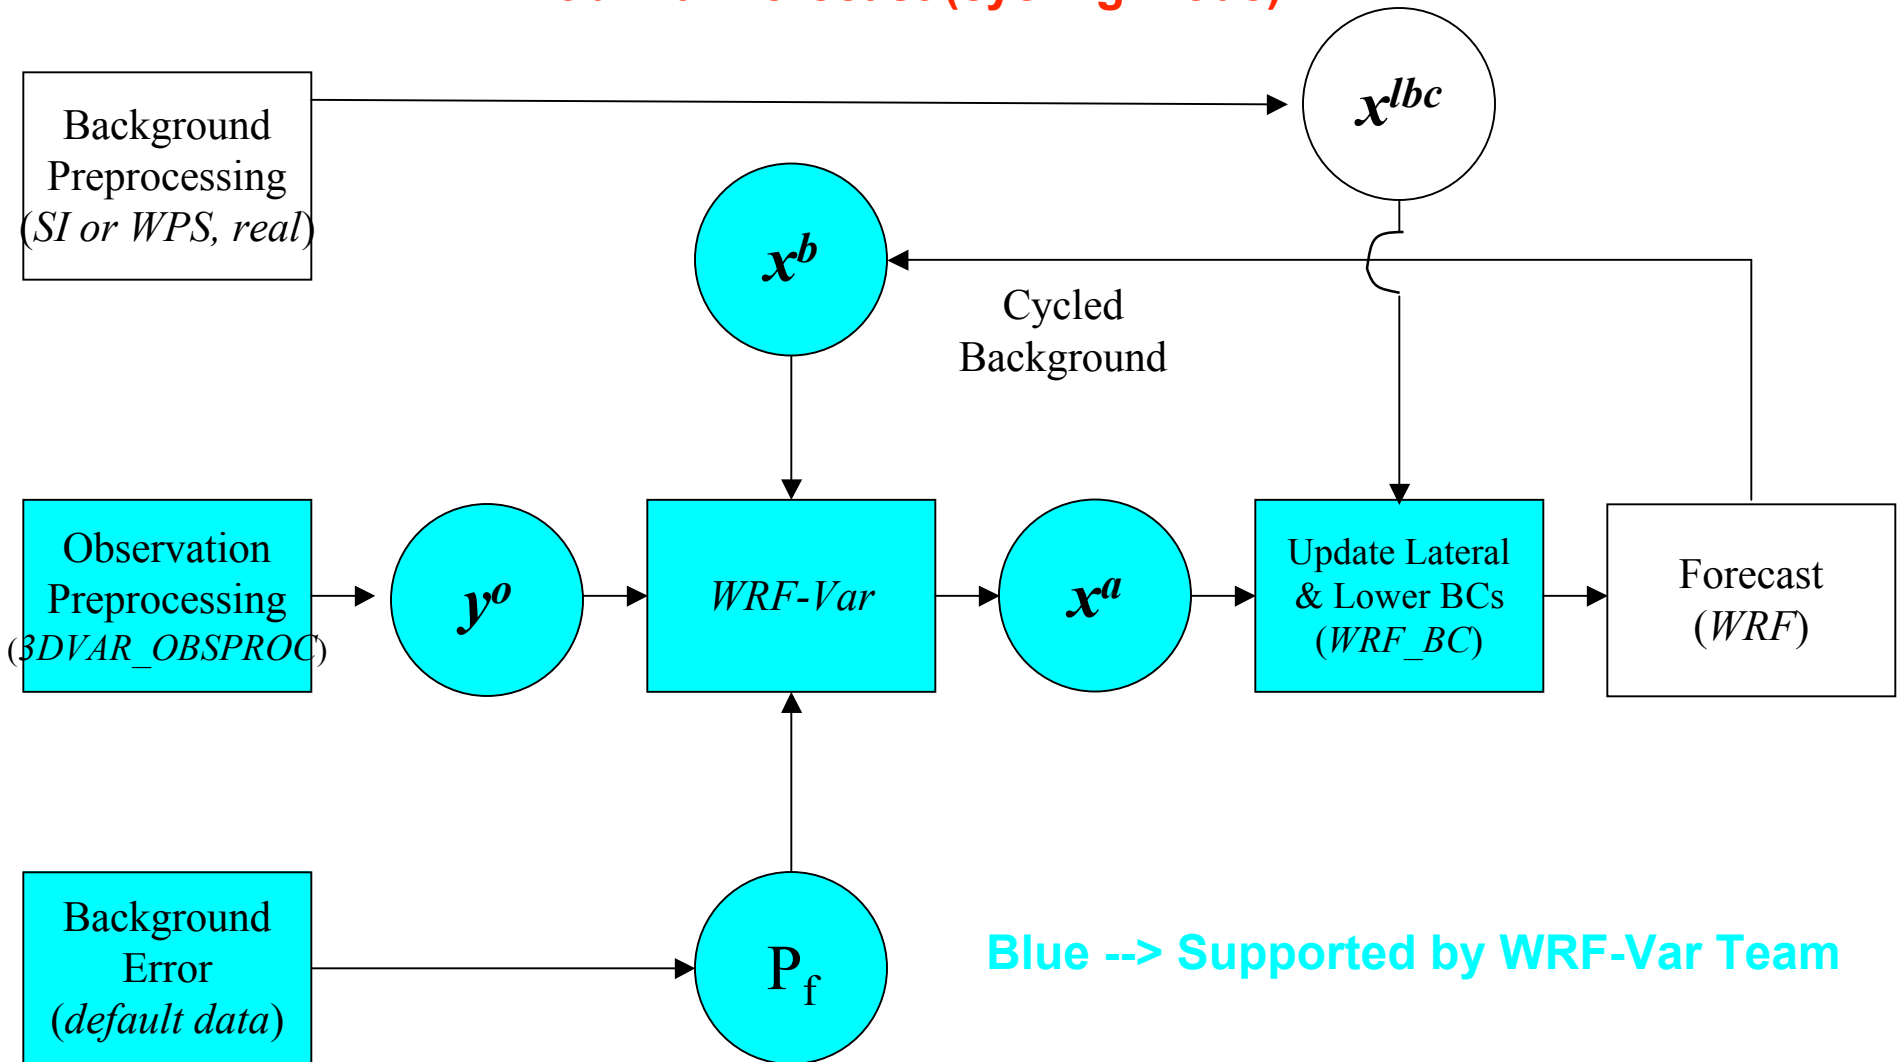 Background
Preprocessing
(SI or WPS, real)
x^lbc
x^b
Cycled
Background
Observation
Preprocessing
(3DVAR_OBSPROC)
y^o
WRF-Var
x^a
Update Lateral
& Lower BCs
(WRF_BC)
Forecast
(WRF)
Background
Error
(default data)
P_f
Blue --> Supported by WRF-Var Team